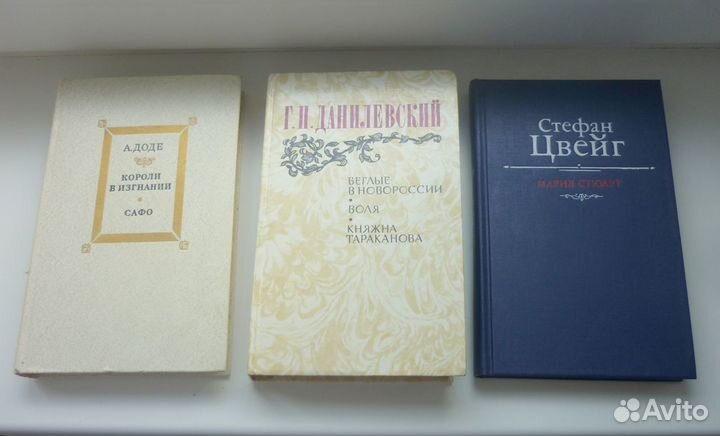 А. ДОДЕ
КОРОЛИ
В ИЗГНАНИИ
САФО
Г. П. ДАНИЛЕВСКИЙ
БЕГЛЫЕ
В НОВОРОССИИ
ВОЛЯ
КНЯЖНА
ТАРАКАНОВА
Стефан
Цвейг
МАРИЯ СТЮАРТ
Avito